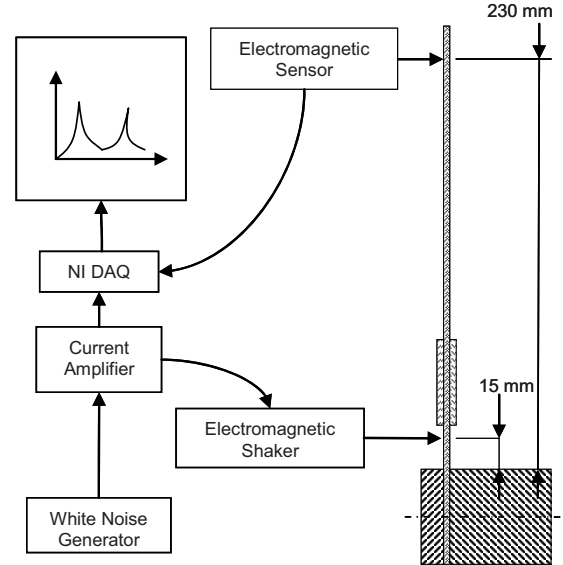 230 mm
Electromagnetic
Sensor
NI DAQ
Current
Amplifier
15 mm
Electromagnetic
Shaker
White Noise
Generator